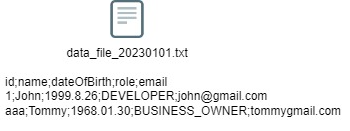 data_file_20230101.txt
id;name;dateOfBirth;role;email
1;John;1999.8.26;DEVELOPER;john@gmail.com
aaa;Tommy;1968.01.30;BUSINESS_OWNER;tommygmail.com